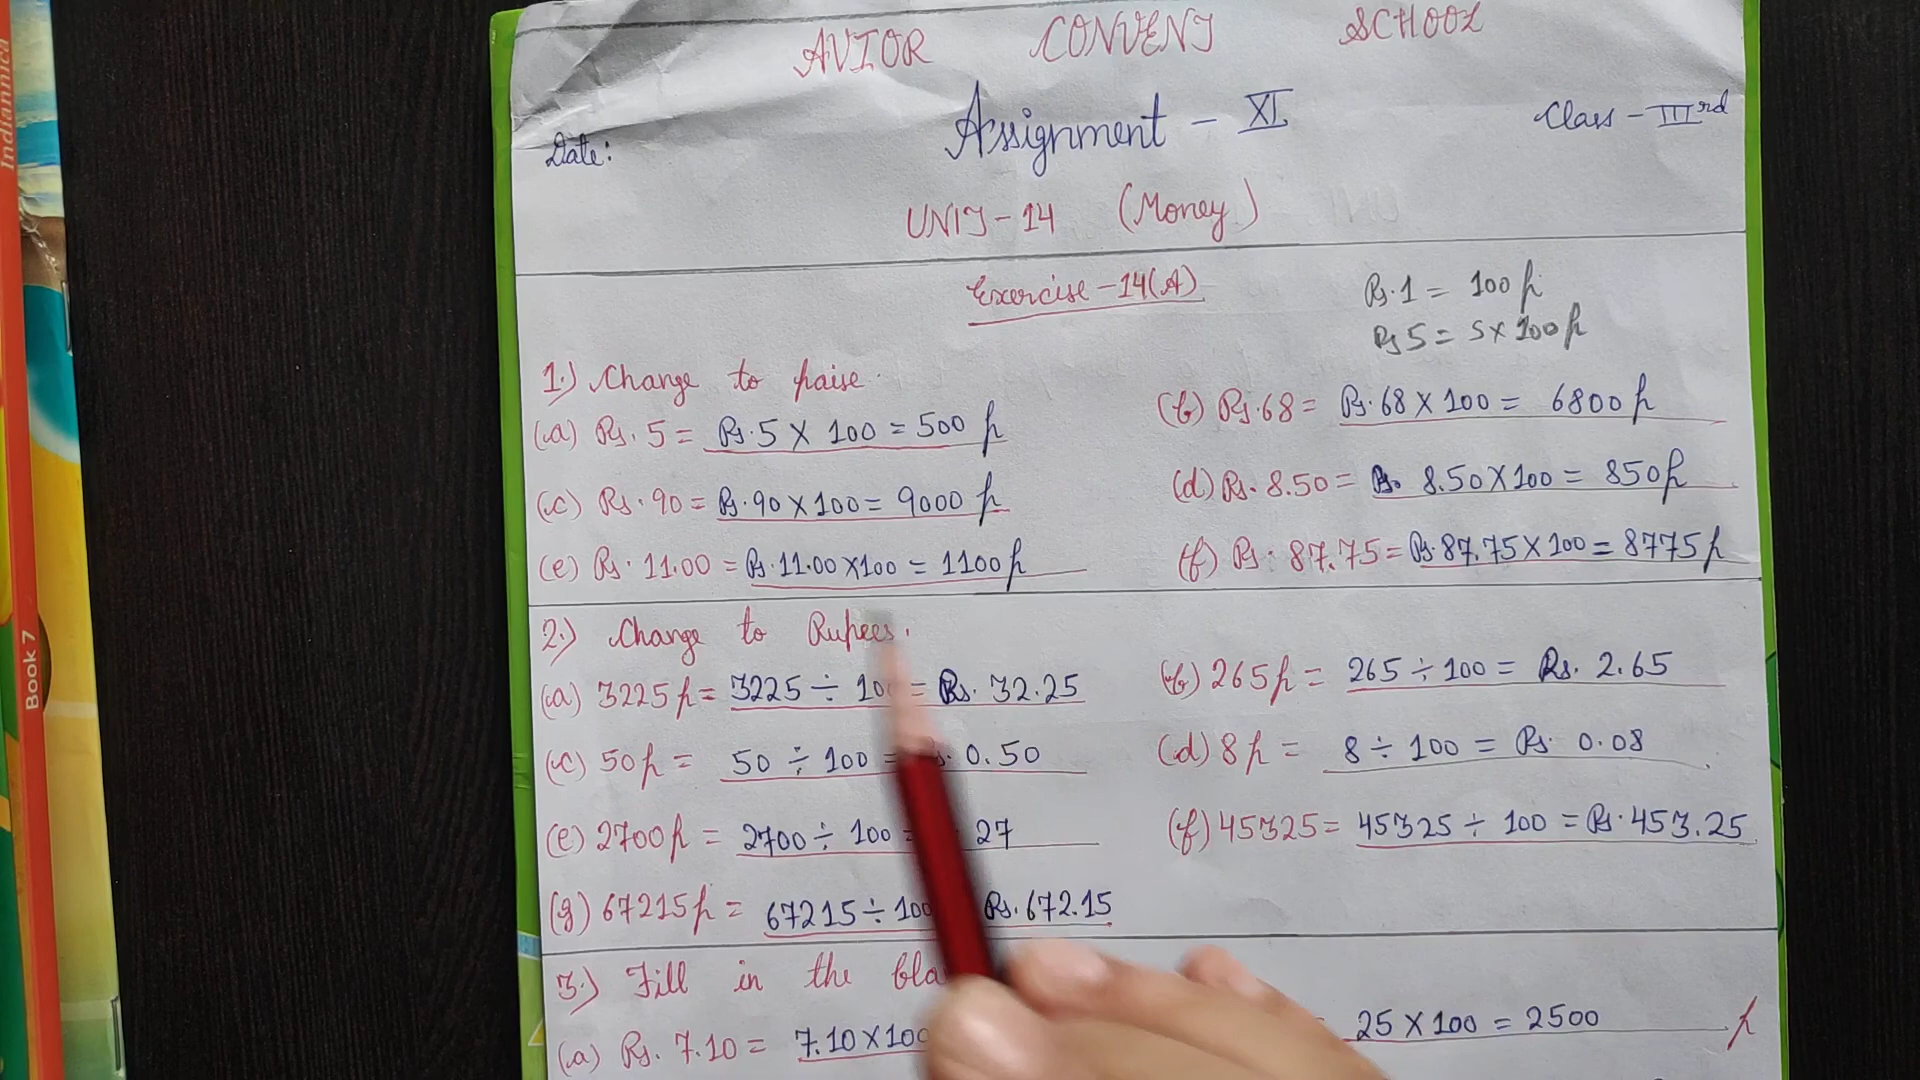 Indiannica
Book 7
AVIOR CONVENT SCHOOL
Date:
Assignment - XI
Class - IIIrd
UNIT - 14 (Money)
Exercise - 14(A)
Rs. 1 = 100 p
Rs 5 = 5 x 100 p
1.) Change to paise.
(a) Rs. 5 = Rs. 5 X 100 = 500 p
(b) Rs. 68 = Rs. 68 X 100 = 6800 p
(c) Rs. 90 = Rs. 90 X 100 = 9000 p
(d) Rs. 8.50 = Rs. 8.50 X 100 = 850 p
(e) Rs. 11.00 = Rs. 11.00 X 100 = 1100 p
(f) Rs. 87.75 = Rs. 87.75 X 100 = 8775 p
2.) Change to Rupees.
(a) 3225 p = 3225 ÷ 100 = Rs. 32.25
(b) 265 p = 265 ÷ 100 = Rs. 2.65
(c) 50 p = 50 ÷ 100 = 0.50
(d) 8 p = 8 ÷ 100 = Rs. 0.08
(e) 2700 p = 2700 ÷ 100 = 27
(f) 45325 = 45325 ÷ 100 = Rs. 453.25
(g) 67215 p = 67215 ÷ 100 Rs. 672.15
3.) Fill in the
(a) Rs. 7.10 = 7.10 X 100
= 25 X 100 = 2500 p